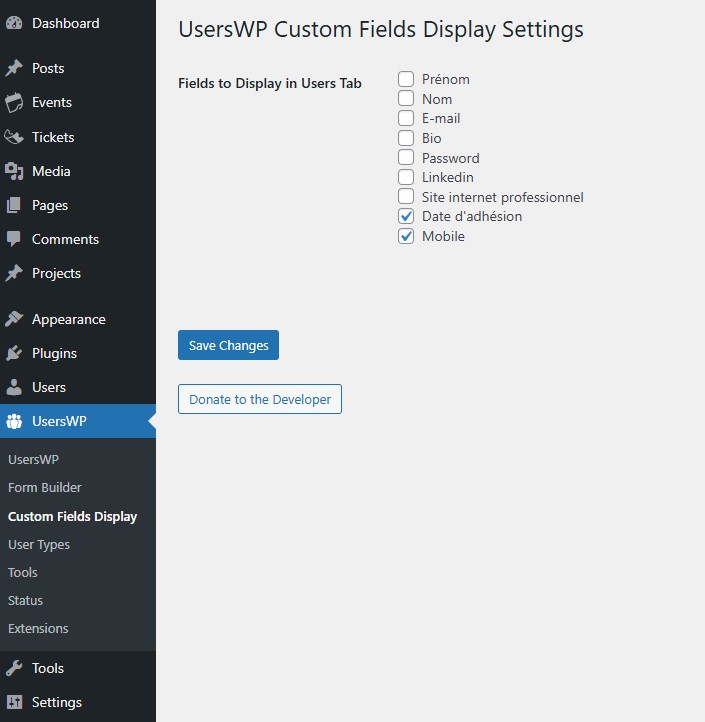 Dashboard
Posts
Events
Tickets
Media
Pages
Comments
Projects
Appearance
Plugins
Users
UsersWP
UsersWP
Form Builder
Custom Fields Display
User Types
Tools
Status
Extensions
Tools
Settings
UsersWP Custom Fields Display Settings
Fields to Display in Users Tab
Prénom
Nom
E-mail
Bio
Password
Linkedin
Site internet professionnel
Date d'adhésion
Mobile
Save Changes
Donate to the Developer